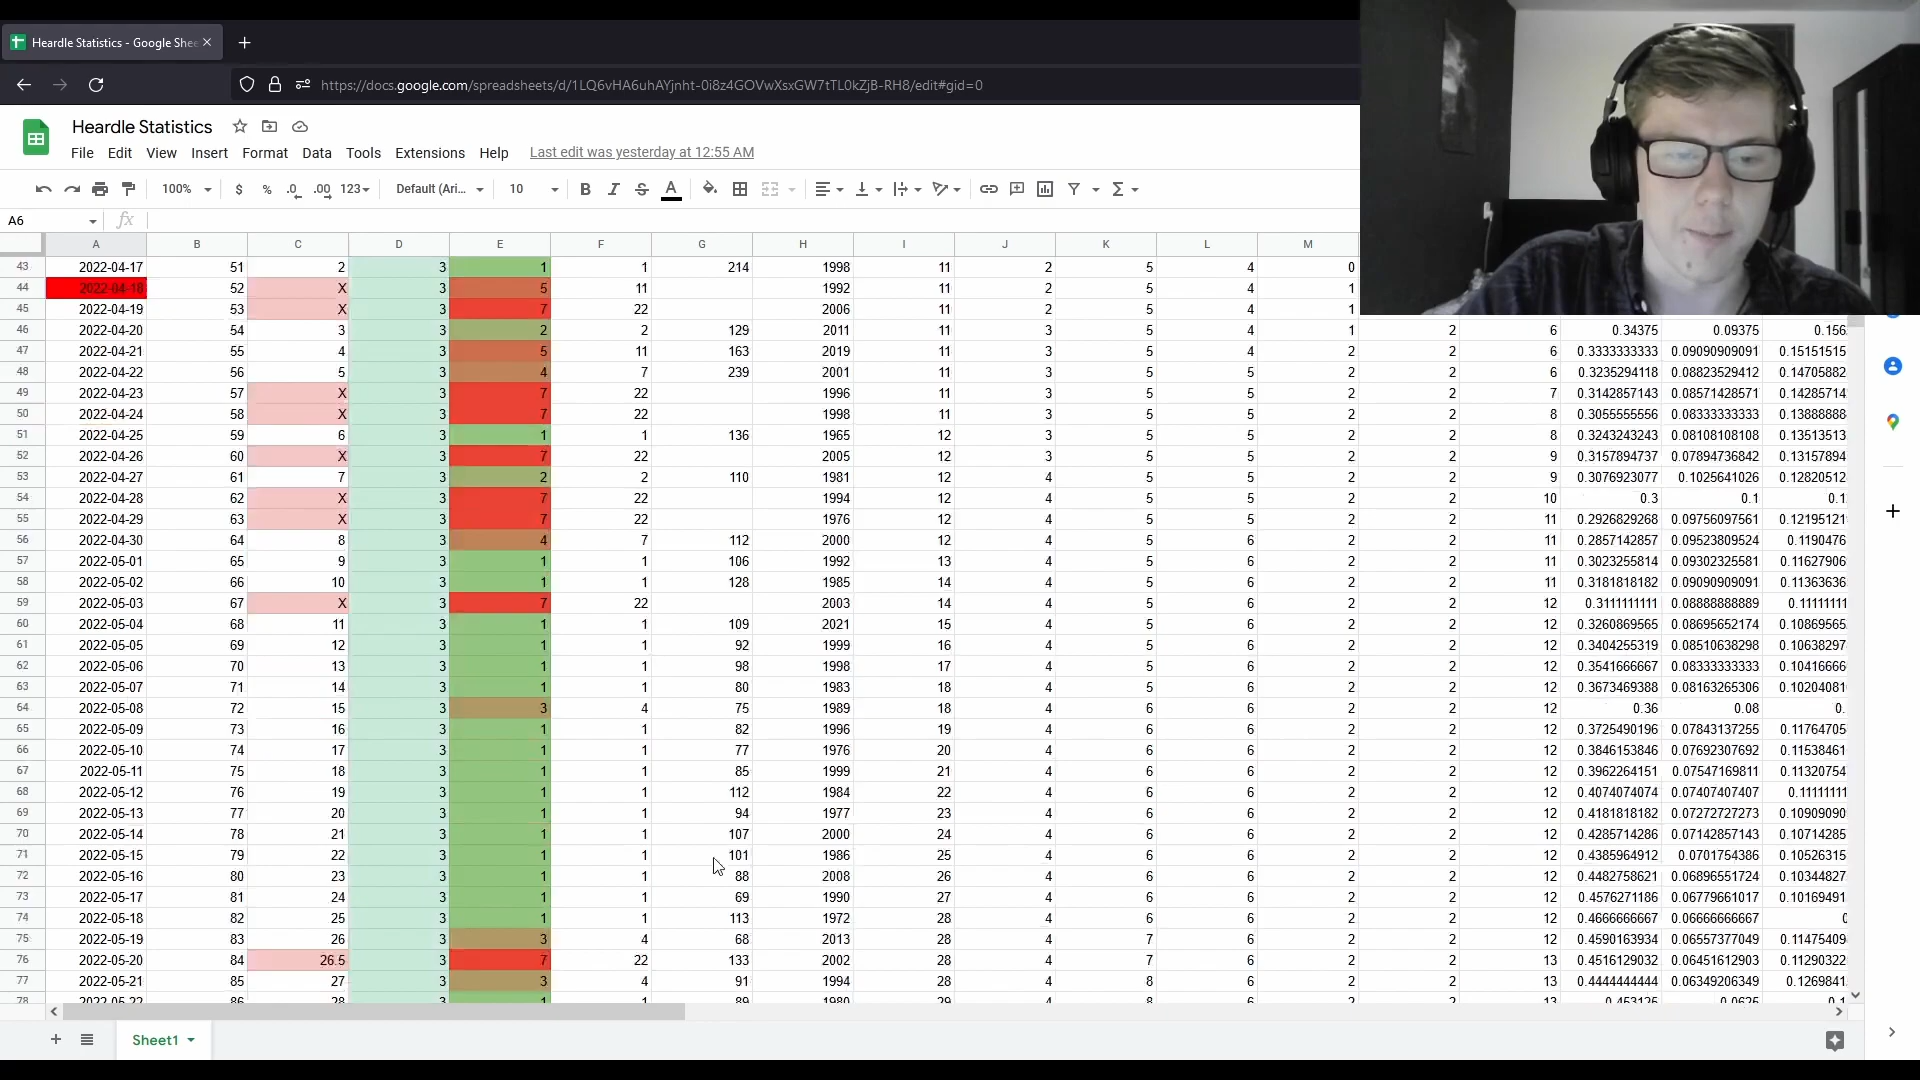 Heardle Statistics - Google Shee
https://docs.google.com/spreadsheets/d/1LQ6vHA6uhAYjnht-0i8z4GOVwXsxGW7tTL0kZjB-RH8/edit#gid=0
Heardle Statistics
File Edit View Insert Format Data Tools Extensions Help Last edit was yesterday at 12:55 AM
100% $ % .0 .00 123 Default (Ari... 10 B I S A
A6 fx
A B C D E F G H I J K L M
43 2022-04-17 51 2 3 1 1 214 1998 11 2 5 4 0
44 2022-04-18 52 X 3 5 11 1992 11 2 5 4 1
45 2022-04-19 53 X 3 7 22 2006 11 2 5 4 1
46 2022-04-20 54 3 3 2 2 129 2011 11 3 5 4 1 2 6 0.34375 0.09375 0.156
47 2022-04-21 55 4 3 5 11 163 2019 11 3 5 4 2 2 6 0.3333333333 0.09090909091 0.15151515
48 2022-04-22 56 5 3 4 7 239 2001 11 3 5 5 2 2 6 0.3235294118 0.08823529412 0.14705882
49 2022-04-23 57 X 3 7 22 1996 11 3 5 5 2 2 7 0.3142857143 0.08571428571 0.14285714
50 2022-04-24 58 X 3 7 22 1998 11 3 5 5 2 2 8 0.3055555556 0.08333333333 0.13888888
51 2022-04-25 59 6 3 1 1 136 1965 12 3 5 5 2 2 8 0.3243243243 0.08108108108 0.13513513
52 2022-04-26 60 X 3 7 22 2005 12 3 5 5 2 2 9 0.3157894737 0.07894736842 0.13157894
53 2022-04-27 61 7 3 2 2 110 1981 12 4 5 5 2 2 9 0.3076923077 0.1025641026 0.12820512
54 2022-04-28 62 X 3 7 22 1994 12 4 5 5 2 2 10 0.3 0.1 0.1
55 2022-04-29 63 X 3 7 22 1976 12 4 5 5 2 2 11 0.2926829268 0.09756097561 0.12195121
56 2022-04-30 64 8 3 4 7 112 2000 12 4 5 6 2 2 11 0.2857142857 0.09523809524 0.1190476
57 2022-05-01 65 9 3 1 1 106 1992 13 4 5 6 2 2 11 0.3023255814 0.09302325581 0.11627906
58 2022-05-02 66 10 3 1 1 128 1985 14 4 5 6 2 2 11 0.3181818182 0.09090909091 0.11363636
59 2022-05-03 67 X 3 7 22 2003 14 4 5 6 2 2 12 0.3111111111 0.08888888889 0.11111111
60 2022-05-04 68 11 3 1 1 109 2021 15 4 5 6 2 2 12 0.3260869565 0.08695652174 0.10869565
61 2022-05-05 69 12 3 1 1 92 1999 16 4 5 6 2 2 12 0.3404255319 0.08510638298 0.10638297
62 2022-05-06 70 13 3 1 1 98 1998 17 4 5 6 2 2 12 0.3541666667 0.08333333333 0.10416666
63 2022-05-07 71 14 3 1 1 80 1983 18 4 5 6 2 2 12 0.3673469388 0.08163265306 0.10204081
64 2022-05-08 72 15 3 3 4 75 1989 18 4 6 6 2 2 12 0.36 0.08 0.
65 2022-05-09 73 16 3 1 1 82 1996 19 4 6 6 2 2 12 0.3725490196 0.07843137255 0.11764705
66 2022-05-10 74 17 3 1 1 77 1976 20 4 6 6 2 2 12 0.3846153846 0.07692307692 0.11538461
67 2022-05-11 75 18 3 1 1 85 1999 21 4 6 6 2 2 12 0.3962264151 0.07547169811 0.11320754
68 2022-05-12 76 19 3 1 1 112 1984 22 4 6 6 2 2 12 0.4074074074 0.07407407407 0.11111111
69 2022-05-13 77 20 3 1 1 94 1977 23 4 6 6 2 2 12 0.4181818182 0.07272727273 0.10909090
70 2022-05-14 78 21 3 1 1 107 2000 24 4 6 6 2 2 12 0.4285714286 0.07142857143 0.10714285
71 2022-05-15 79 22 3 1 1 101 1986 25 4 6 6 2 2 12 0.4385964912 0.0701754386 0.10526315
72 2022-05-16 80 23 3 1 1 88 2008 26 4 6 6 2 2 12 0.4482758621 0.06896551724 0.10344827
73 2022-05-17 81 24 3 1 1 69 1990 27 4 6 6 2 2 12 0.4576271186 0.06779661017 0.10169491
74 2022-05-18 82 25 3 1 1 113 1972 28 4 6 6 2 2 12 0.4666666667 0.06666666667 0
75 2022-05-19 83 26 3 3 4 68 2013 28 4 7 6 2 2 12 0.4590163934 0.06557377049 0.11475409
76 2022-05-20 84 26.5 3 7 22 133 2002 28 4 7 6 2 2 13 0.4516129032 0.06451612903 0.11290322
77 2022-05-21 85 27 3 3 4 91 1994 28 4 8 6 2 2 13 0.4444444444 0.06349206349 0.1269841
78 2022-05-22 86 28 3 1 1 89 1980 29 4 8 6 2 2 13 0.453125 0.0625 0.1
Sheet1